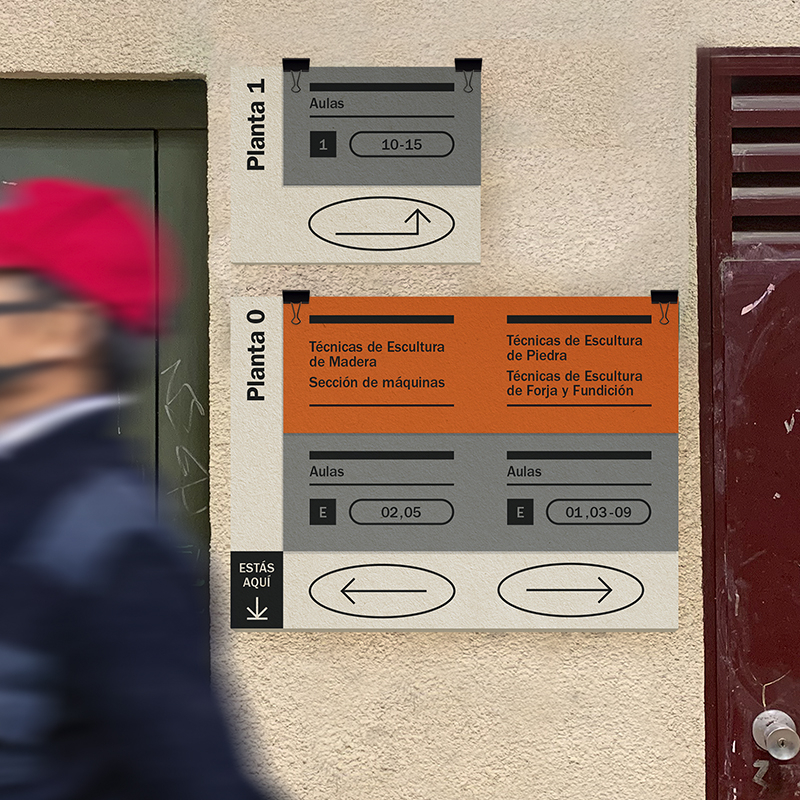 Planta 1
Aulas
1
10-15
Planta 0
Técnicas de Escultura
de Madera
Sección de máquinas
Técnicas de Escultura
de Piedra
Técnicas de Escultura
de Forja y Fundición
Aulas
E
02,05
Aulas
E
01,03-09
ESTÁS
AQUÍ